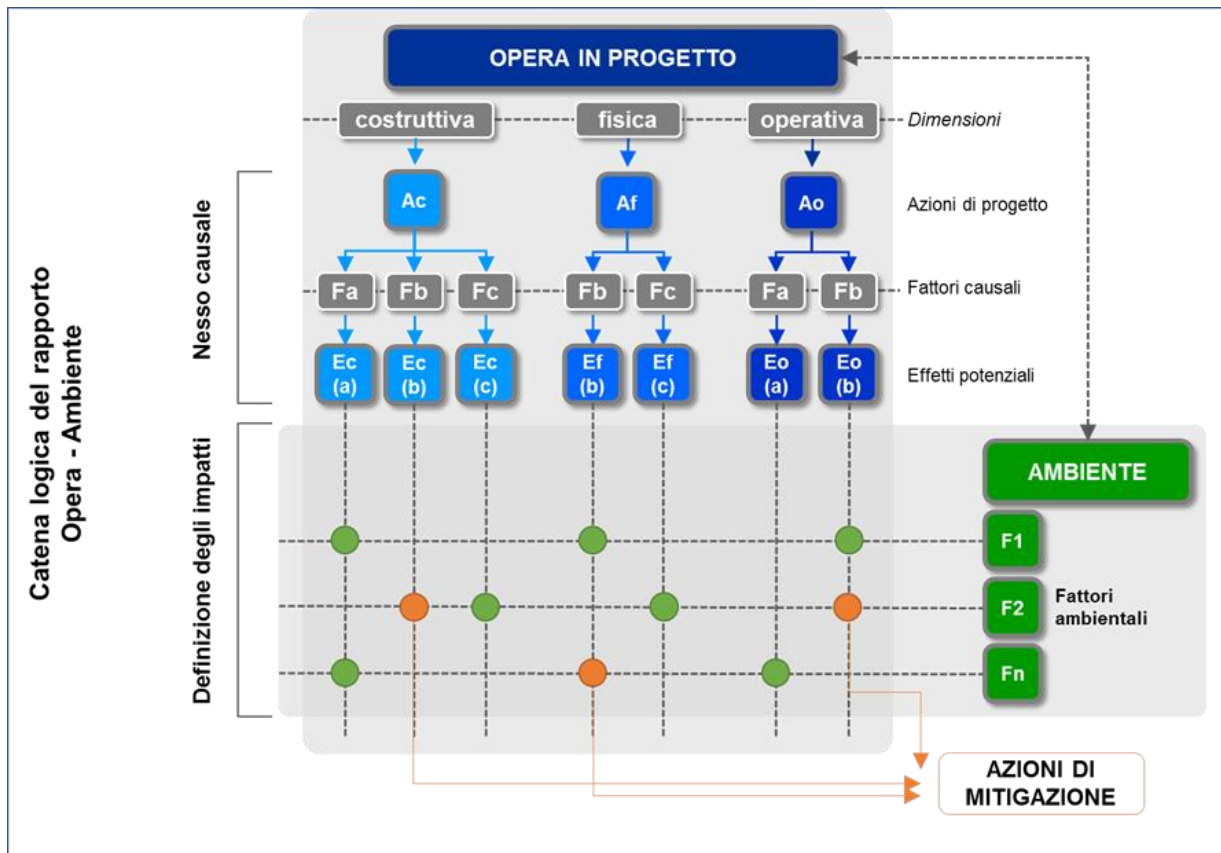 OPERA IN PROGETTO
costruttiva
fisica
operativa
Dimensioni
Ac
Af
Ao
Azioni di progetto
Fa
Fb
Fc
Fb
Fc
Fa
Fb
Fattori causali
Ec
(a)
Ec
(b)
Ec
(c)
Ef
(b)
Ef
(c)
Eo
(a)
Eo
(b)
Effetti potenziali
Catena logica del rapporto
Opera - Ambiente
Nesso causale
Definizione degli impatti
AMBIENTE
F1
F2
Fattori
ambientali
Fn
AZIONI DI
MITIGAZIONE